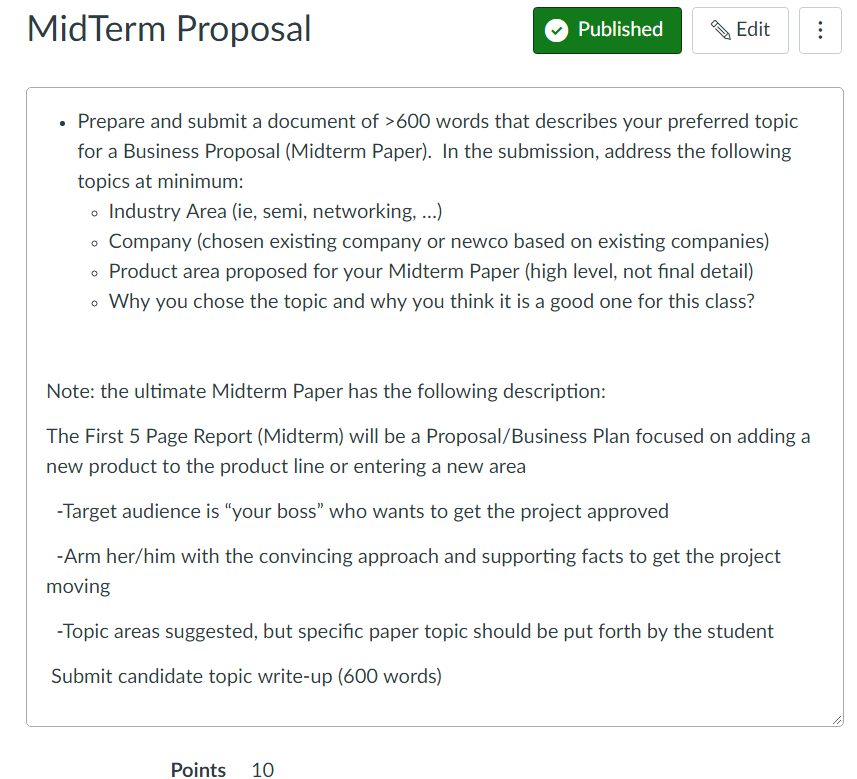 MidTerm Proposal
Published
Edit
• Prepare and submit a document of >600 words that describes your preferred topic
for a Business Proposal (Midterm Paper).  In the submission, address the following
topics at minimum:
◦ Industry Area (ie, semi, networking, ...)
◦ Company (chosen existing company or newco based on existing companies)
◦ Product area proposed for your Midterm Paper (high level, not final detail)
◦ Why you chose the topic and why you think it is a good one for this class?
Note: the ultimate Midterm Paper has the following description:
The First 5 Page Report (Midterm) will be a Proposal/Business Plan focused on adding a
new product to the product line or entering a new area
-Target audience is “your boss” who wants to get the project approved
-Arm her/him with the convincing approach and supporting facts to get the project
moving
-Topic areas suggested, but specific paper topic should be put forth by the student
Submit candidate topic write-up (600 words)
Points 10